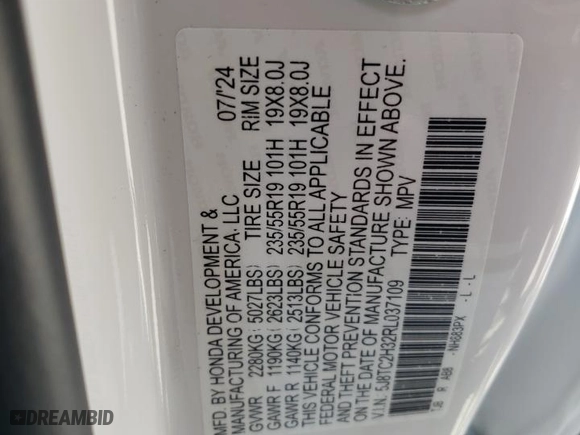 MFD. BY HONDA DEVELOPMENT &
MANUFACTURING OF AMERICA, LLC 07/'24
GVWR 2280KG( 5027LBS) TIRE SIZE RIM SIZE
GAWR F 1190KG( 2623LBS) 235/55R19 101H 19X8.0J
GAWR R 1140KG( 2513LBS) 235/55R19 101H 19X8.0J
THIS VEHICLE CONFORMS TO ALL APPLICABLE
FEDERAL MOTOR VEHICLE SAFETY
AND THEFT PREVENTION STANDARDS IN EFFECT
ON THE DATE OF MANUFACTURE SHOWN ABOVE.
V.I.N. 5J8TC2H32RL037109 TYPE: MPV
TJB R A88 -NH883PX - L - L
DREAMBID